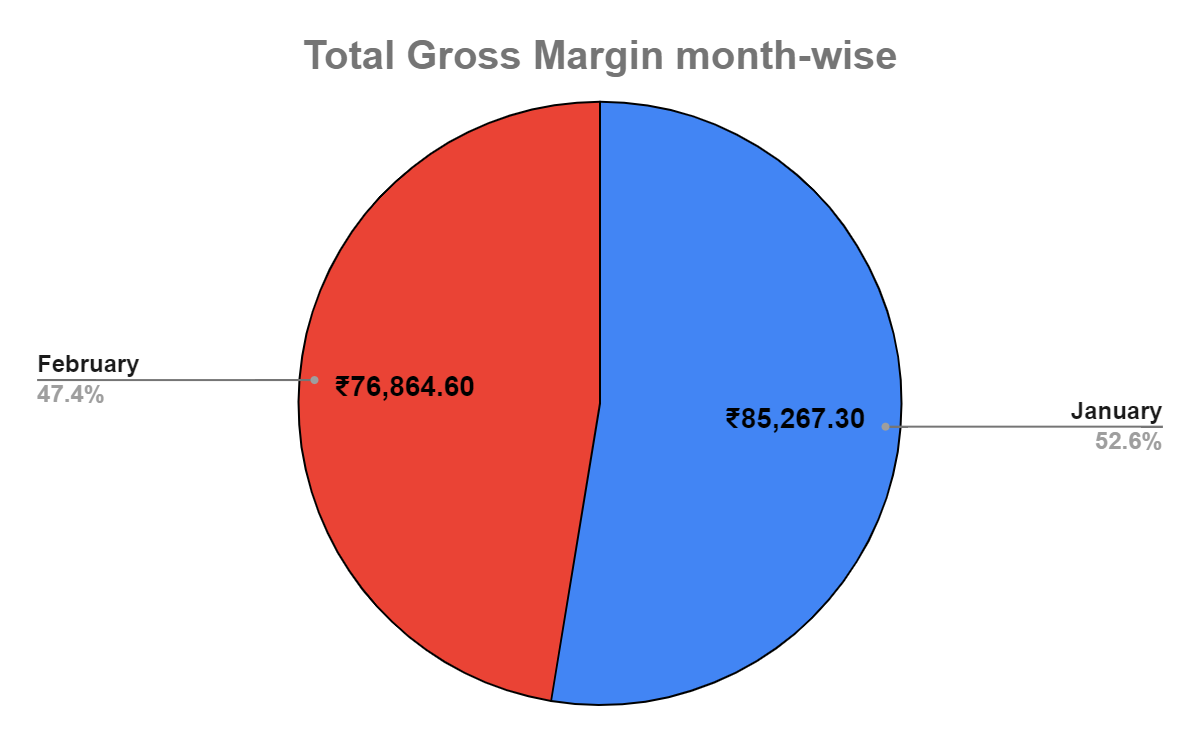 Total Gross Margin month-wise
February
47.4%
₹76,864.60
₹85,267.30
January
52.6%